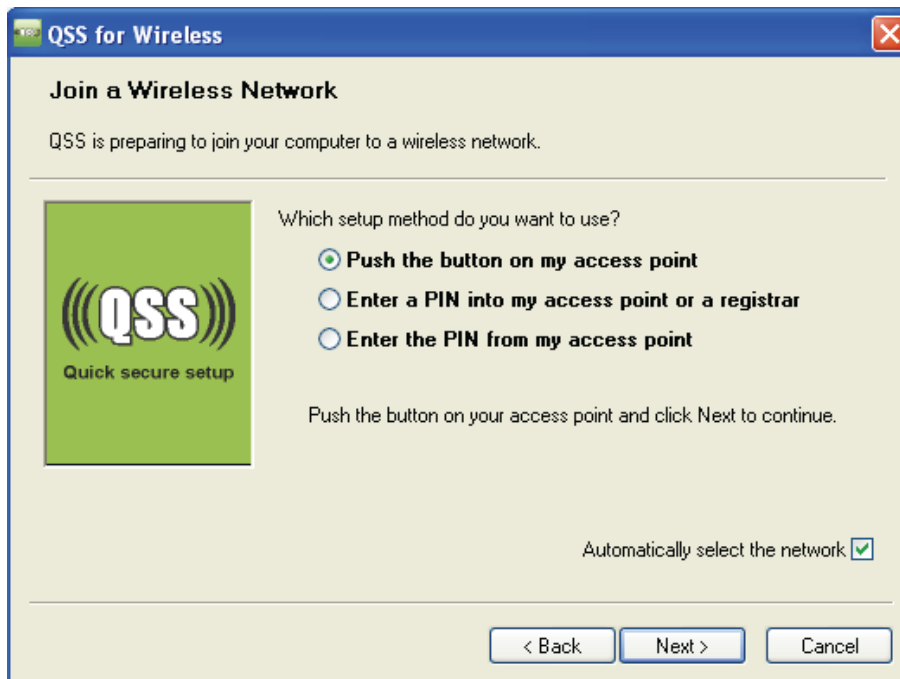 QSS for Wireless
Join a Wireless Network
QSS is preparing to join your computer to a wireless network.
Which setup method do you want to use?
Push the button on my access point
Enter a PIN into my access point or a registrar
Enter the PIN from my access point
(((QSS)))
Quick secure setup
Push the button on your access point and click Next to continue.
Automatically select the network
< Back
Next >
Cancel